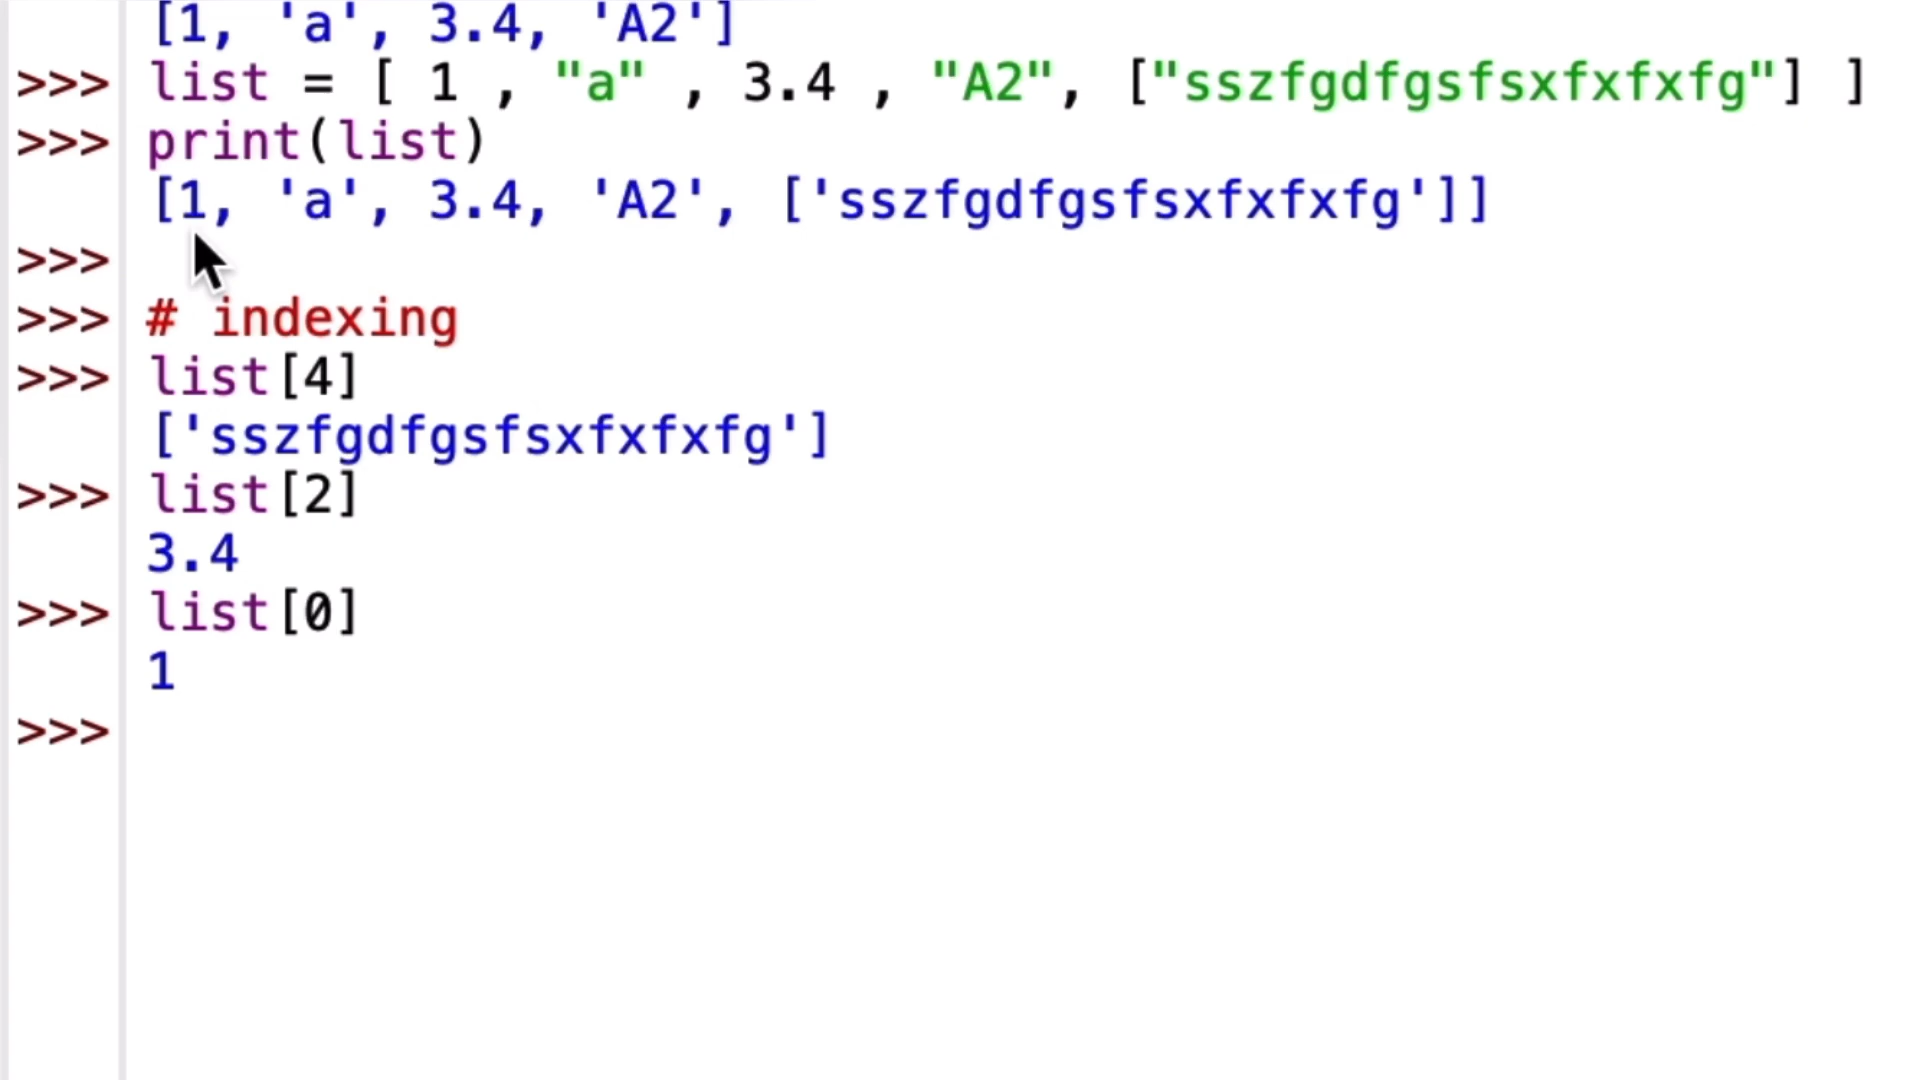 [1, 'a', 3.4, 'A2']
>>> list = [ 1 , "a" , 3.4 , "A2", ["sszfgdfgsfsxfxfxfg"] ]
>>> print(list)
[1, 'a', 3.4, 'A2', ['sszfgdfgsfsxfxfxfg']]
>>>
>>> # indexing
>>> list[4]
['sszfgdfgsfsxfxfxfg']
>>> list[2]
3.4
>>> list[0]
1
>>>